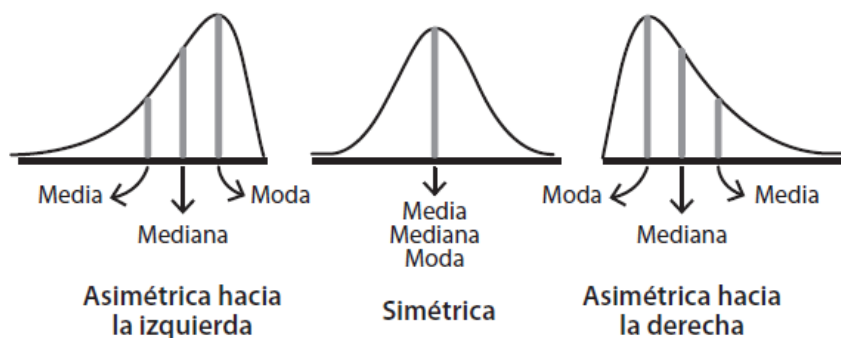 Media
Moda
Mediana
Asimétrica hacia
la izquierda
Media
Mediana
Moda
Simétrica
Moda
Media
Mediana
Asimétrica hacia
la derecha